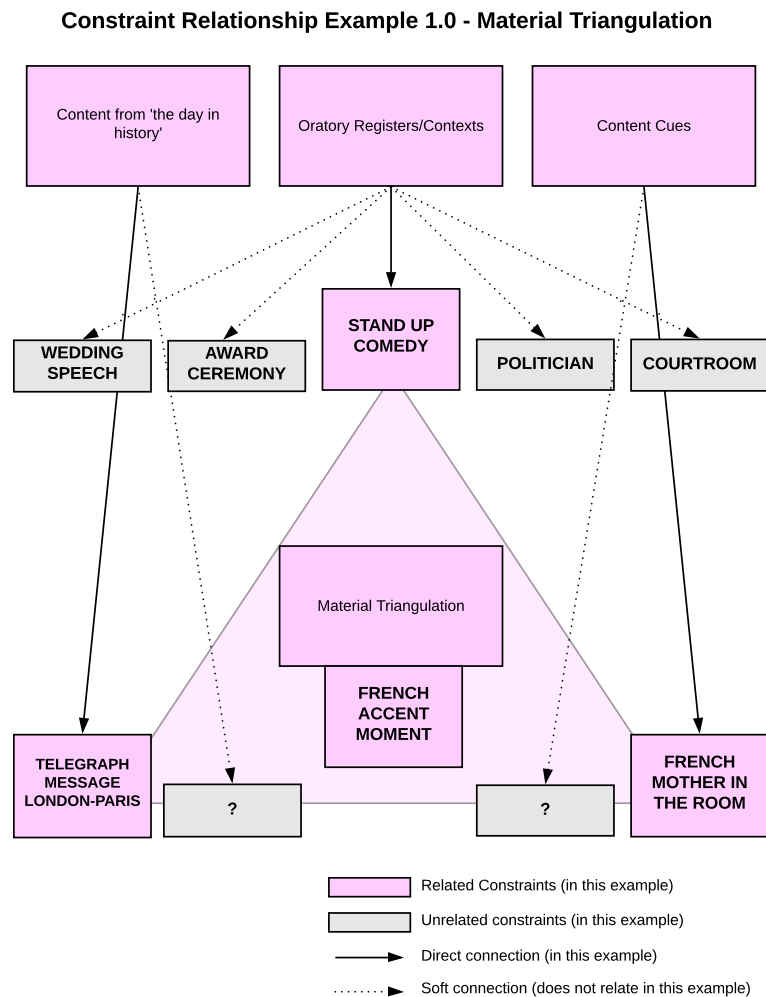 Constraint Relationship Example 1.0 - Material Triangulation
Content from 'the day in
history'
Oratory Registers/Contexts
Content Cues
WEDDING
SPEECH
AWARD
CEREMONY
STAND UP
COMEDY
POLITICIAN
COURTROOM
Material Triangulation
FRENCH
ACCENT
MOMENT
TELEGRAPH
MESSAGE
LONDON-PARIS
?
?
FRENCH
MOTHER IN
THE ROOM
Related Constraints (in this example)
Unrelated constraints (in this example)
Direct connection (in this example)
Soft connection (does not relate in this example)